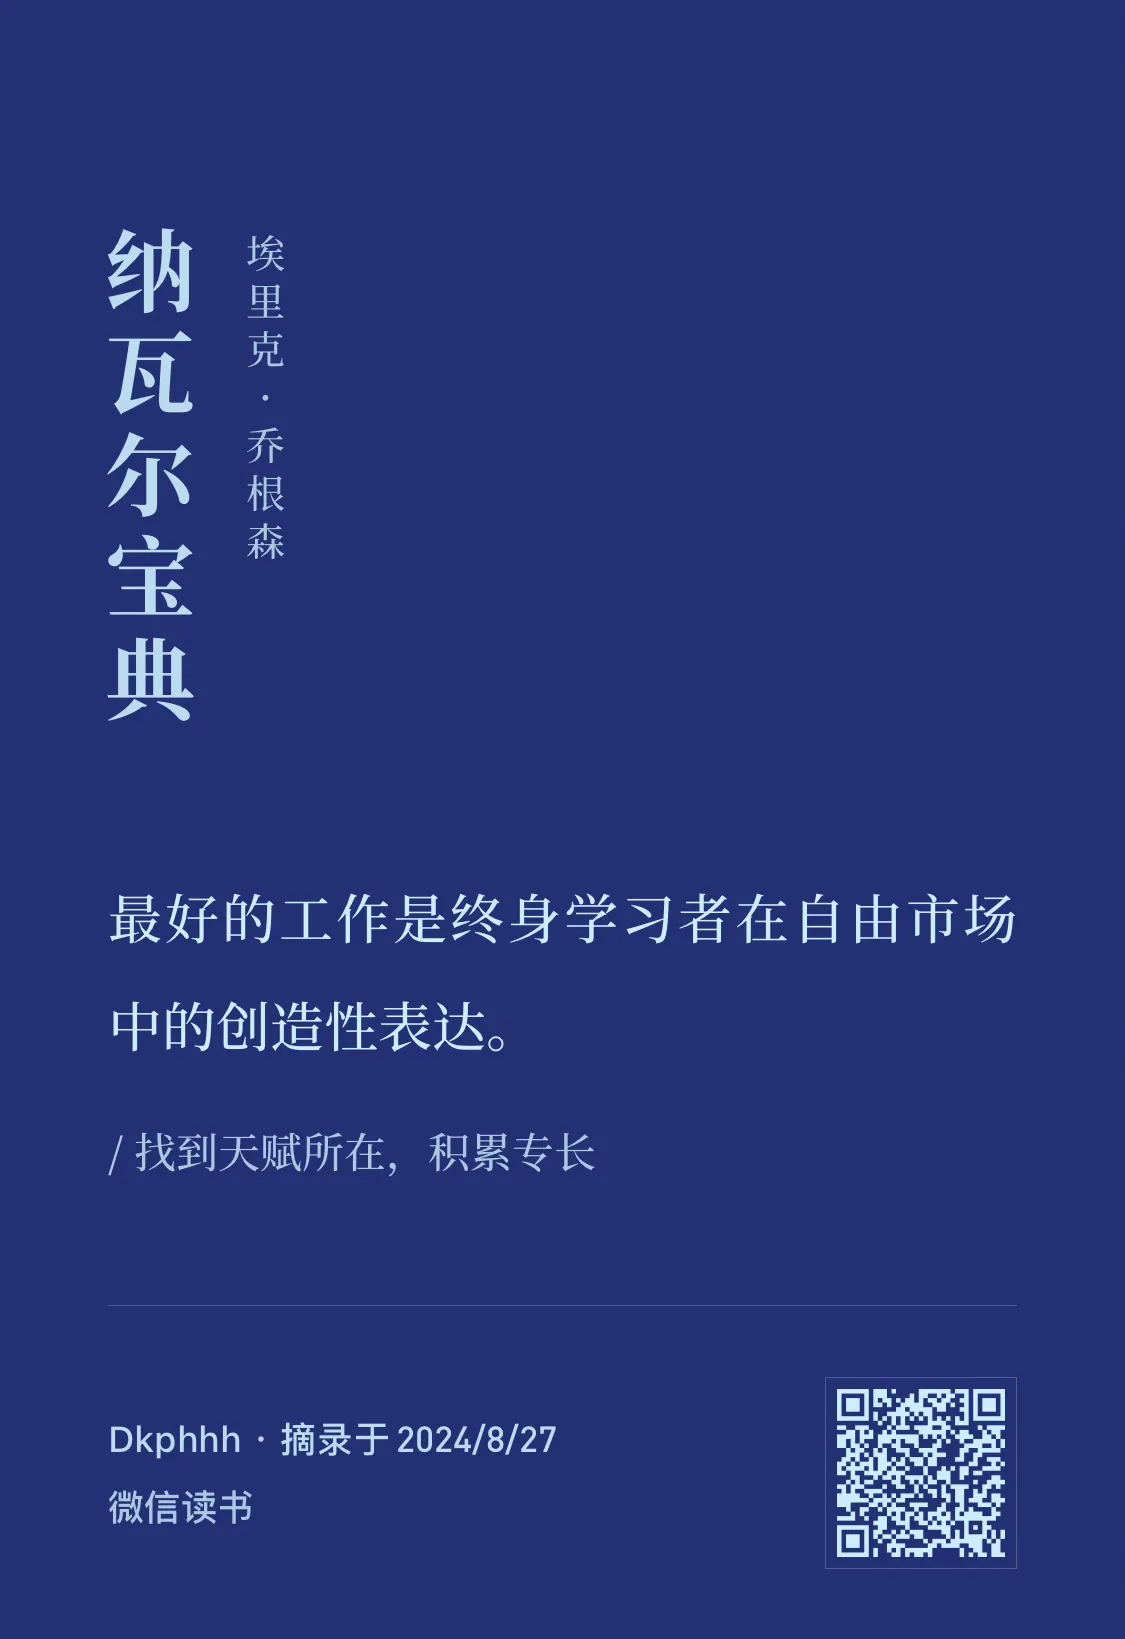 纳瓦尔宝典
埃里克·乔根森
最好的工作是终身学习者在自由市场
中的创造性表达。
/ 找到天赋所在，积累专长
Dkphhh · 摘录于 2024/8/27
微信读书